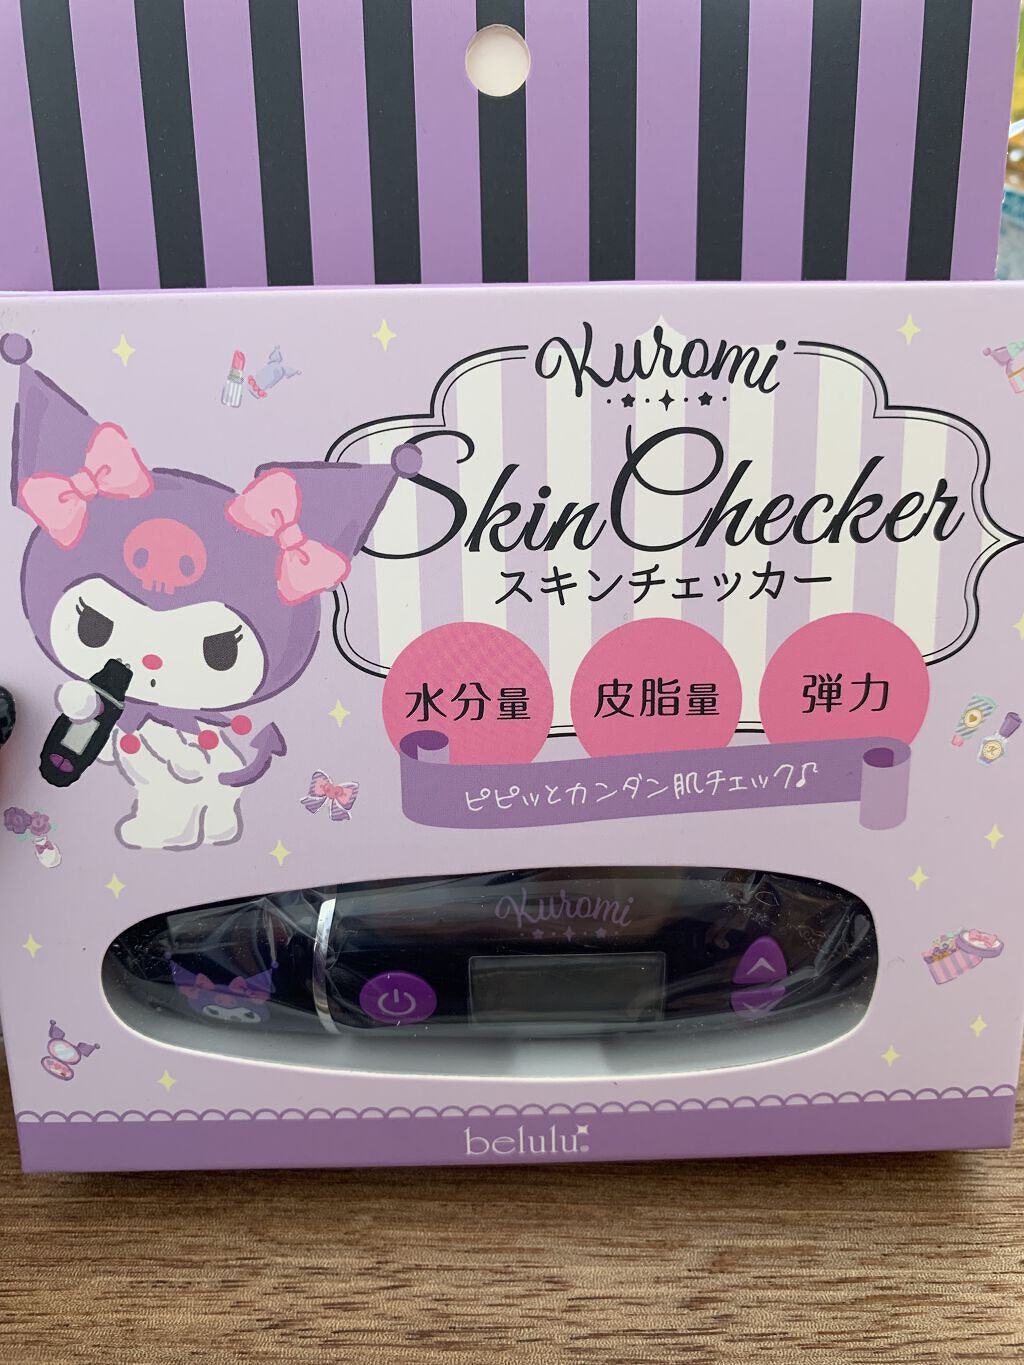 Kuromi
Skin Checker
スキンチェッカー
水分量
皮脂量
弾力
ピピッとカンタン肌チェック♪
Kuromi
belulu®